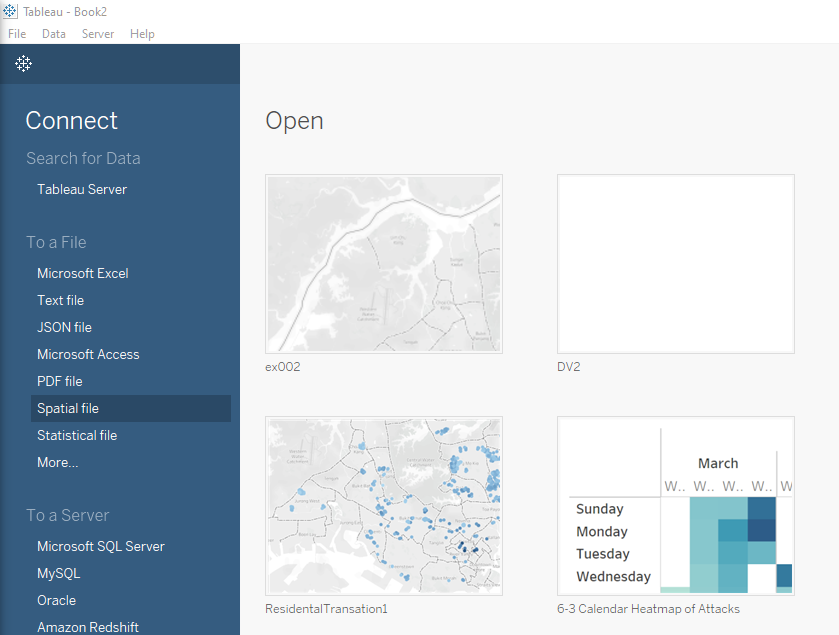 Tableau - Book2
File Data Server Help
Connect
Search for Data
Tableau Server
To a File
Microsoft Excel
Text file
JSON file
Microsoft Access
PDF file
Spatial file
Statistical file
More...
To a Server
Microsoft SQL Server
MySQL
Oracle
Amazon Redshift
Open
ex002
DV2
ResidentalTransation1
March
W.. W.. W.. W.. W
Sunday
Monday
Tuesday
Wednesday
6-3 Calendar Heatmap of Attacks